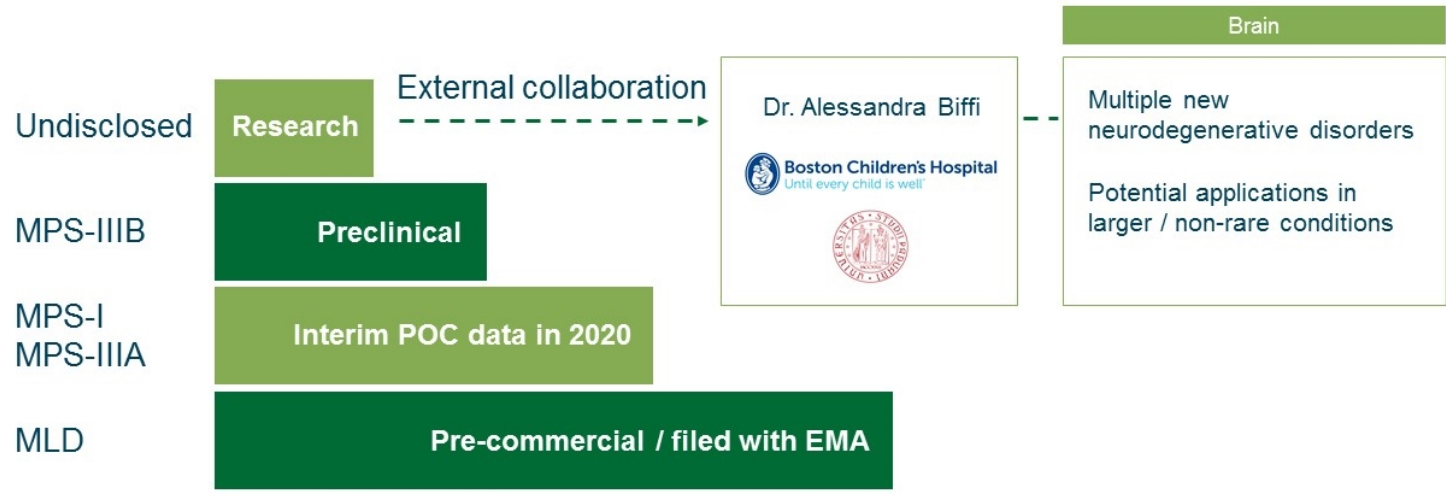 Brain
Undisclosed
Research
External collaboration
Dr. Alessandra Biffi
Boston Children's Hospital
Until every child is well
Multiple new
neurodegenerative disorders
Potential applications in
larger / non-rare conditions
MPS-IIIB
Preclinical
MPS-I
MPS-IIIA
Interim POC data in 2020
MLD
Pre-commercial / filed with EMA